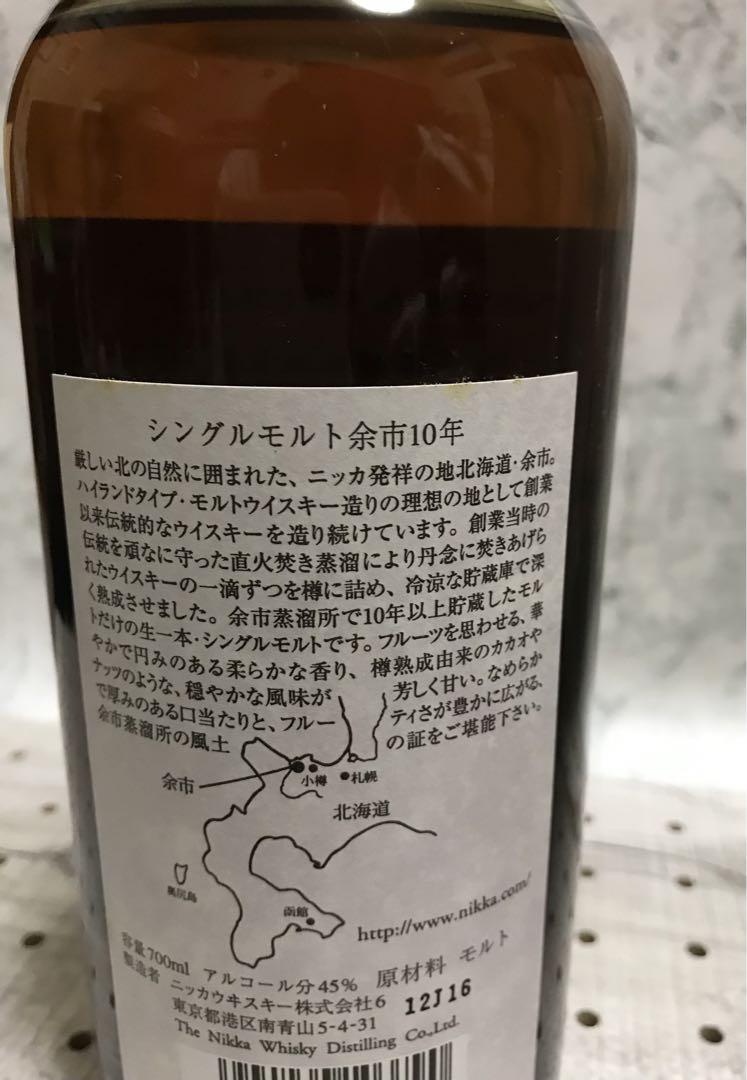 シングルモルト余市10年
厳しい北の自然に囲まれた、ニッカ発祥の地北海道·余市。
ハイランドタイプ·モルトウイスキー造りの理想の地として創業
以来伝統的なウイスキーを造り続けています。創業当時の
伝統を頑なに守った直火焚き蒸溜により丹念に焚きあげら
れたウイスキーの一滴ずつを樽に詰め、冷涼な貯蔵庫で深
く熟成させました。余市蒸溜所で10年以上貯蔵したモル
トだけの生一本·シングルモルトです。フルーツを思わせる、華
やかで円みのある柔らかな香り、樽熟成由来のカカオや
ナッツのような、穏やかな風味が芳しく甘い。なめらか
で厚みのある口当たりと、フルーティさが豊かに広がる、
余市蒸溜所の風土の証をご堪能下さい。
余市
小樽
札幌
北海道
奥尻島
函館
http://www.nikka.com/
容量700ml アルコール分45% 原材料 モルト
製造者 ニッカウヰスキー株式会社6 12J16
東京都港区南青山5-4-31
The Nikka Whisky Distilling Co.,Ltd.